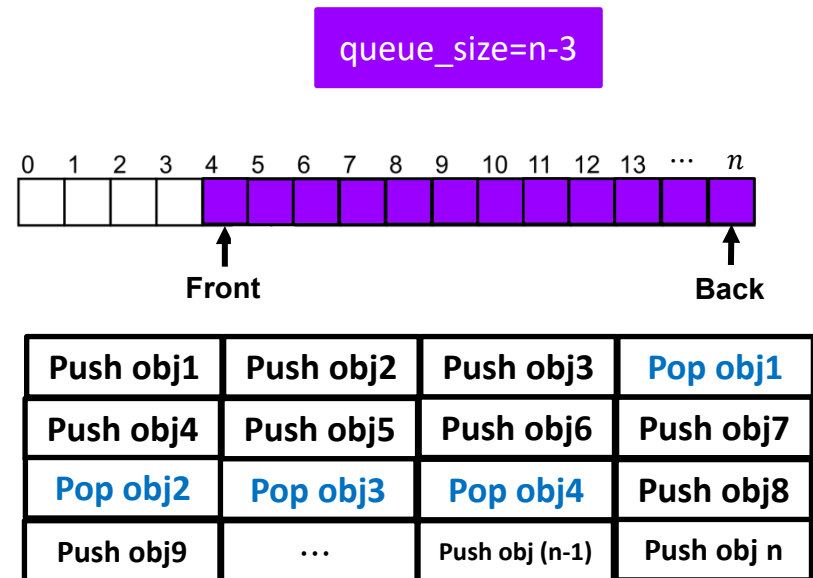 queue_size=n-3
0 1 2 3 4 5 6 7 8 9 10 11 12 13 ⋯ n
Front Back
Push obj1 Push obj2 Push obj3 Pop obj1
Push obj4 Push obj5 Push obj6 Push obj7
Pop obj2 Pop obj3 Pop obj4 Push obj8
Push obj9 ⋯ Push obj (n-1) Push obj n